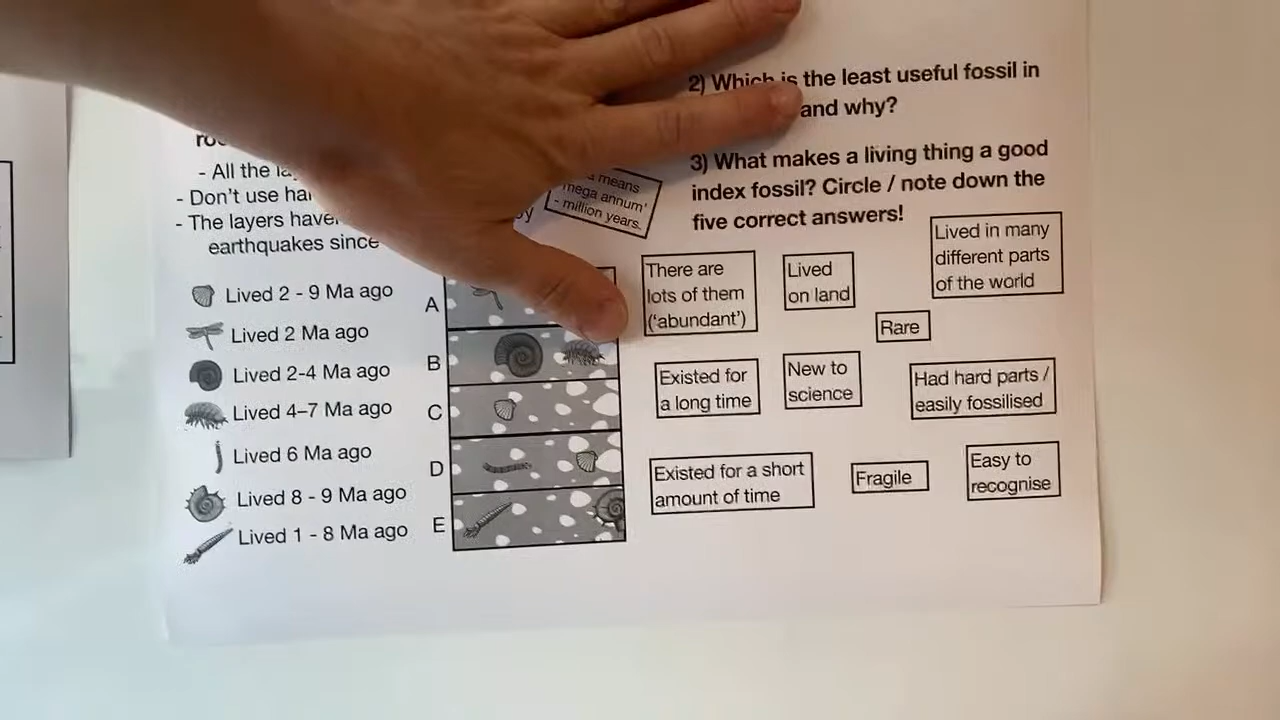 - All the
- Don't use
- The layers
earthquakes since
means
mega annum'
- million years.
Lived 2 - 9 Ma ago
Lived 2 Ma ago
Lived 2-4 Ma ago
Lived 4–7 Ma ago
Lived 6 Ma ago
Lived 8 - 9 Ma ago
Lived 1 - 8 Ma ago
A
B
C
D
E
2) Which is the least useful fossil in
and why?
3) What makes a living thing a good
index fossil? Circle / note down the
five correct answers!
There are
lots of them
('abundant')
Lived
on land
Lived in many
different parts
of the world
Rare
Existed for
a long time
New to
science
Had hard parts /
easily fossilised
Existed for a short
amount of time
Fragile
Easy to
recognise